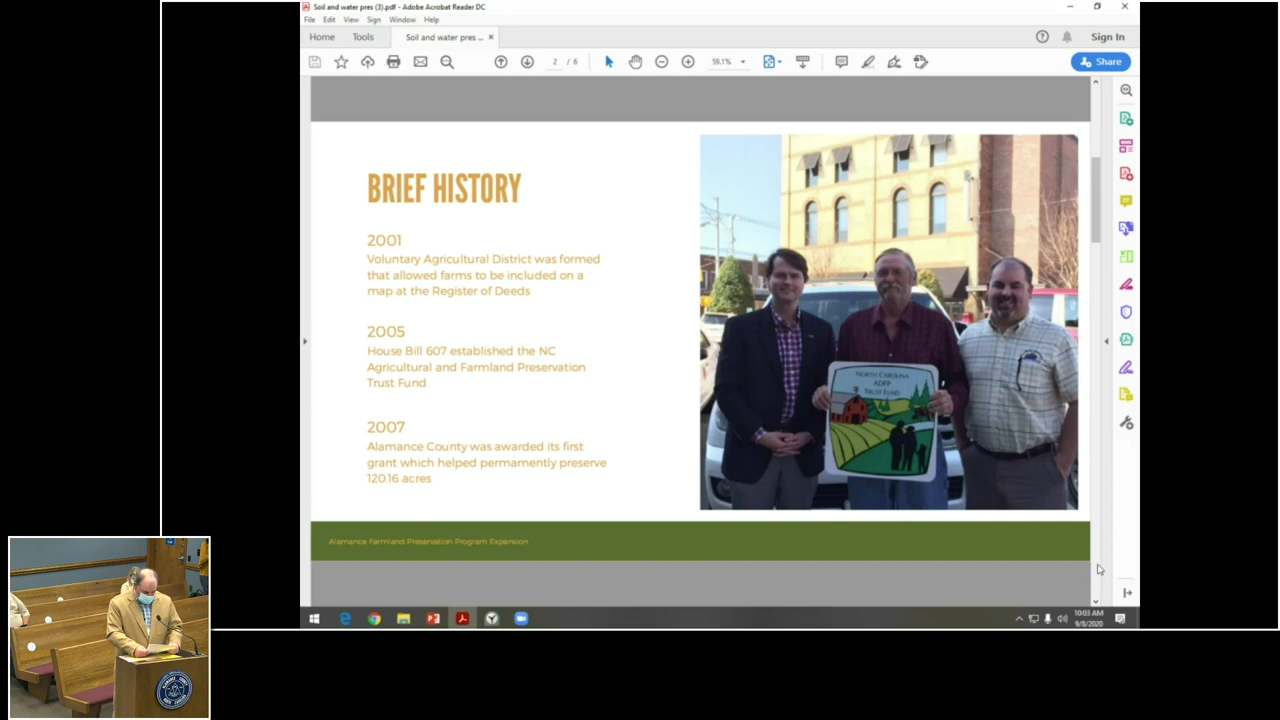 Soil and water pres (3).pdf - Adobe Acrobat Reader DC
File Edit View Sign Window Help
Home Tools Soil and water pres ... × Sign In
2 / 6 59.1% Share
BRIEF HISTORY
2001
Voluntary Agricultural District was formed
that allowed farms to be included on a
map at the Register of Deeds
2005
House Bill 607 established the NC
Agricultural and Farmland Preservation
Trust Fund
2007
Alamance County was awarded its first
grant which helped permamently preserve
120.16 acres
NORTH CAROLINA
ADFP
TRUST FUND
Alamance Farmland Preservation Program Expansion
10:03 AM
9/8/2020